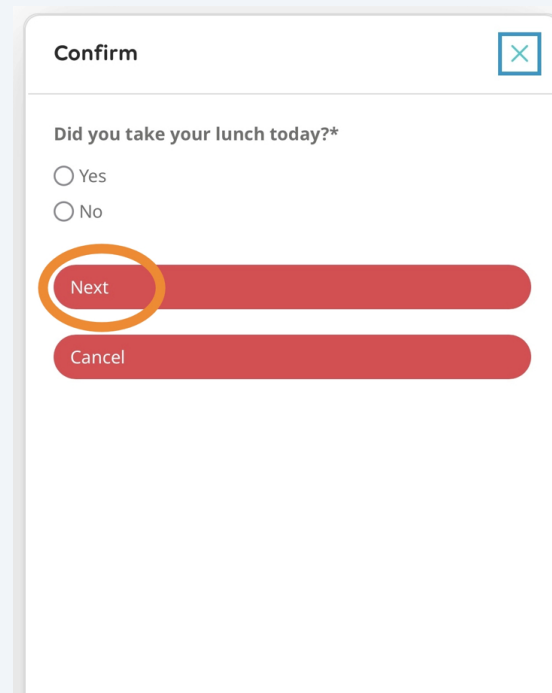 Confirm
Did you take your lunch today?*
Yes
No
Next
Cancel